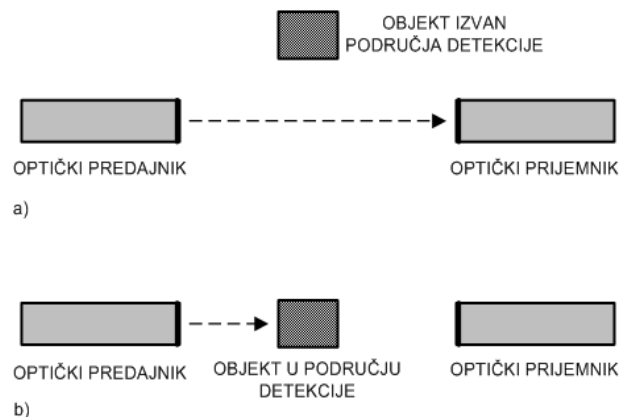 OBJEKT IZVAN
PODRUČJA DETEKCIJE
OPTIČKI PREDAJNIK
OPTIČKI PRIJEMNIK
a)
OPTIČKI PREDAJNIK
OBJEKT U PODRUČJU
DETEKCIJE
OPTIČKI PRIJEMNIK
b)